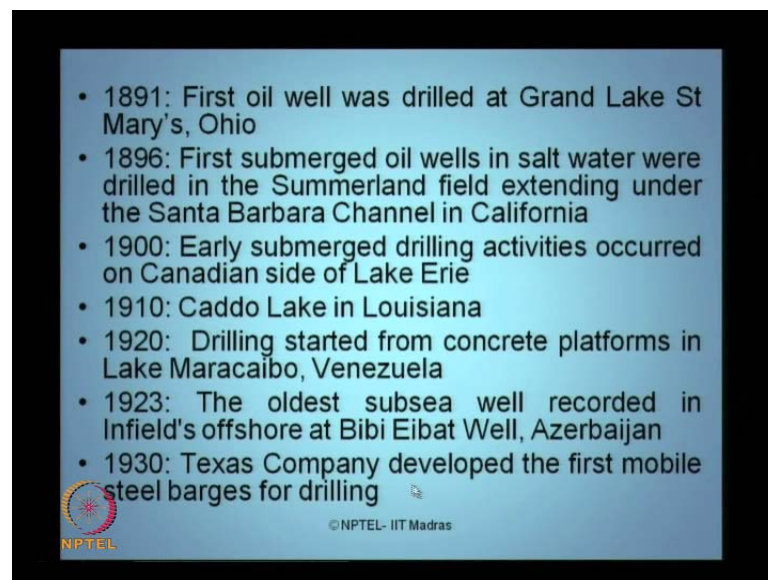 • 1891: First oil well was drilled at Grand Lake St
Mary's, Ohio
• 1896: First submerged oil wells in salt water were
drilled in the Summerland field extending under
the Santa Barbara Channel in California
• 1900: Early submerged drilling activities occurred
on Canadian side of Lake Erie
• 1910: Caddo Lake in Louisiana
• 1920: Drilling started from concrete platforms in
Lake Maracaibo, Venezuela
• 1923: The oldest subsea well recorded in
Infield's offshore at Bibi Eibat Well, Azerbaijan
• 1930: Texas Company developed the first mobile
steel barges for drilling
©NPTEL- IIT Madras
NPTEL